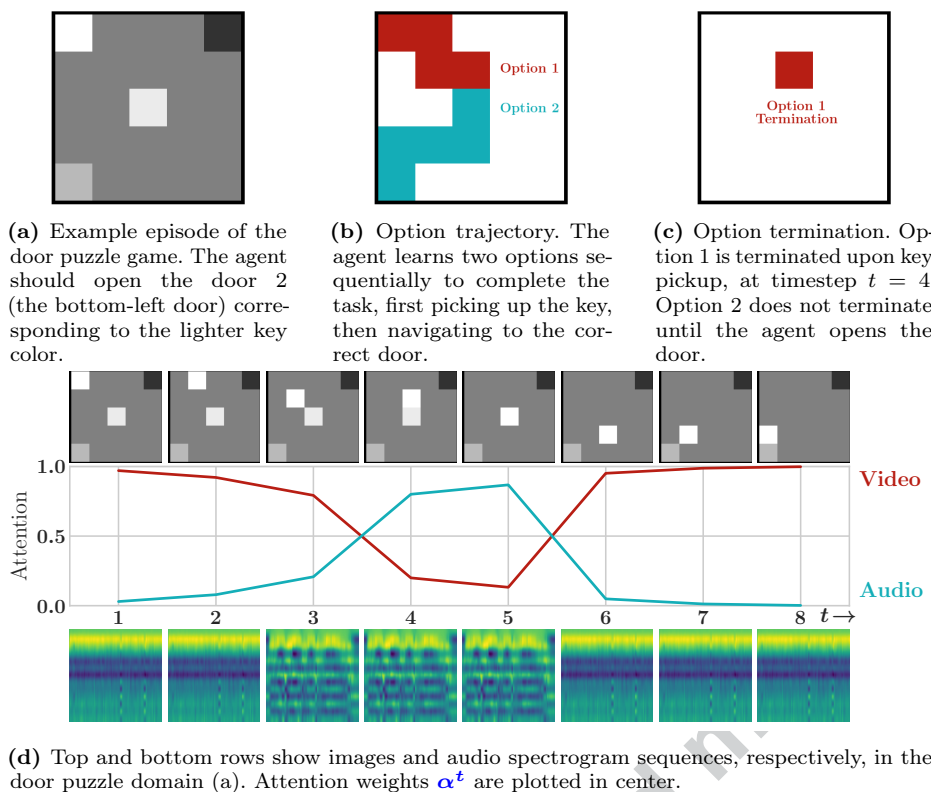 Option 1
Option 2
Option 1
Termination
(a) Example episode of the
door puzzle game. The agent
should open the door 2
(the bottom-left door) corre-
sponding to the lighter key
color.
(b) Option trajectory. The
agent learns two options se-
quentially to complete the
task, first picking up the key,
then navigating to the cor-
rect door.
(c) Option termination. Op-
tion 1 is terminated upon key
pickup, at timestep t = 4
Option 2 does not terminate
until the agent opens the
door.
1.0
Video
Attention
0.5
0.0
Audio
1 2 3 4 5 6 7 8 t→
(d) Top and bottom rows show images and audio spectrogram sequences, respectively, in the
door puzzle domain (a). Attention weights αᵗ are plotted in center.